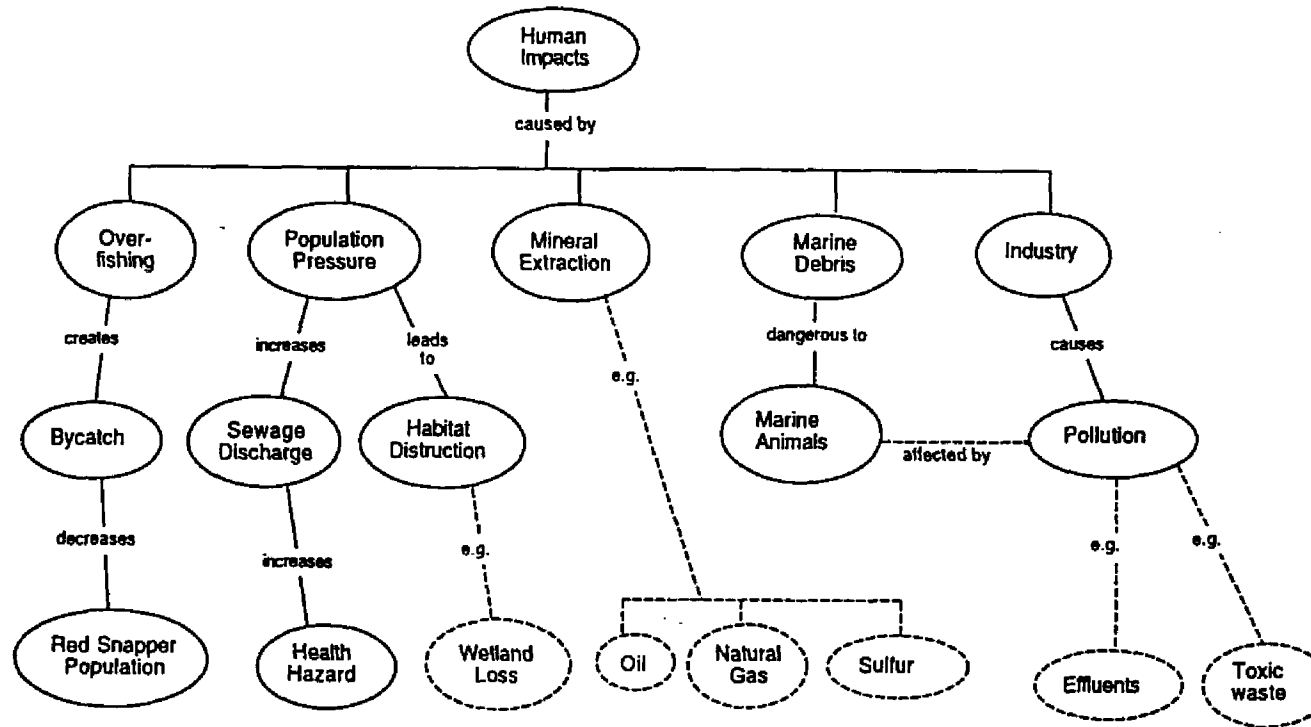 Human
Impacts
caused by
Over-
fishing
Population
Pressure
Mineral
Extraction
Marine
Debris
Industry
creates
increases
leads
to
e.g.
dangerous to
causes
Bycatch
Sewage
Discharge
Habitat
Distruction
Marine
Animals
affected by
Pollution
decreases
increases
e.g.
e.g.
e.g.
Red Snapper
Population
Health
Hazard
Wetland
Loss
Oil
Natural
Gas
Sulfur
Effluents
Toxic
waste